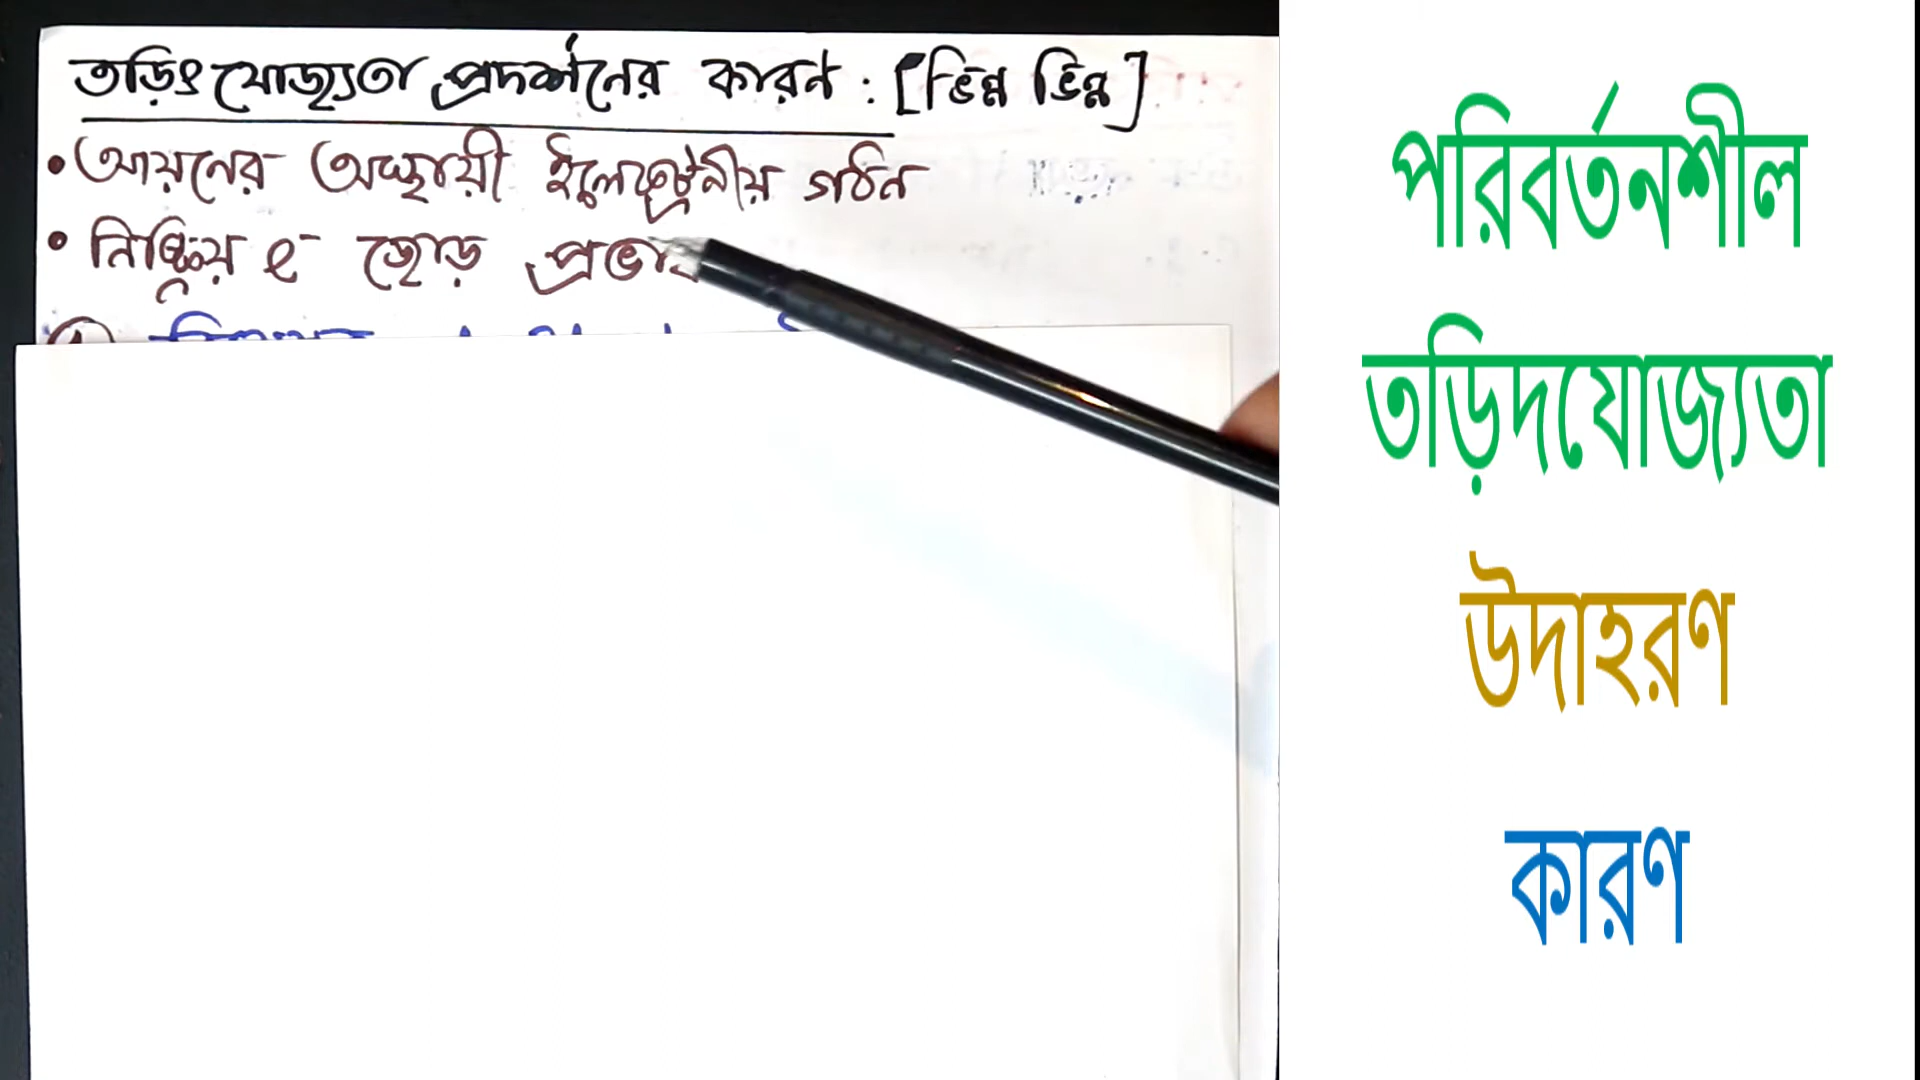 তড়িৎ যোজ্যতা প্রদর্শনের কারন : [ভিন্ন ভিন্ন]
• আয়নের অস্থায়ী ইলেকট্রনীয় গঠন
• নিষ্ক্রিয় e⁻ জোড় প্রভাব
পরিবর্তনশীল
তড়িদযোজ্যতা
উদাহরণ
কারণ